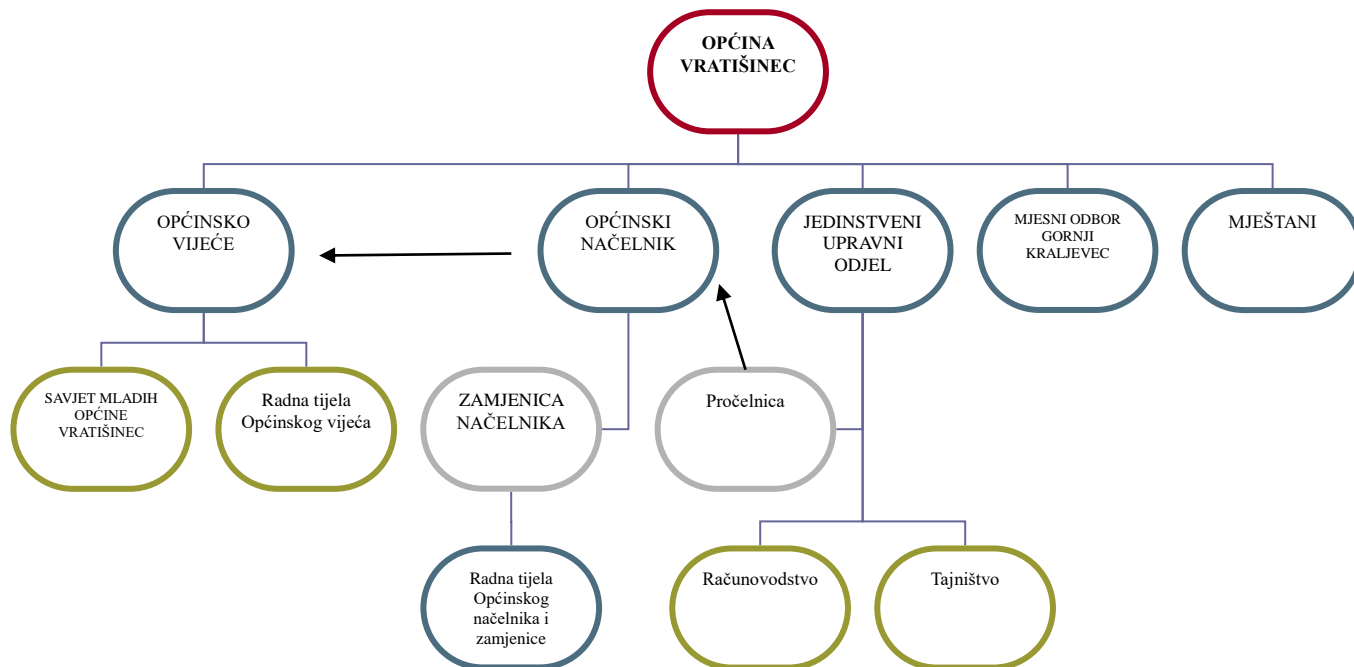 OPĆINA
VRATIŠINEC
OPĆINSKO
VIJEĆE
OPĆINSKI
NAČELNIK
JEDINSTVENI
UPRAVNI
ODJEL
MJESNI ODBOR
GORNJI
KRALJEVEC
MJEŠTANI
SAVJET MLADIH
OPĆINE
VRATIŠINEC
Radna tijela
Općinskog vijeća
ZAMJENICA
NAČELNIKA
Pročelnica
Radna tijela
Općinskog
načelnika i
zamjenice
Računovodstvo
Tajništvo